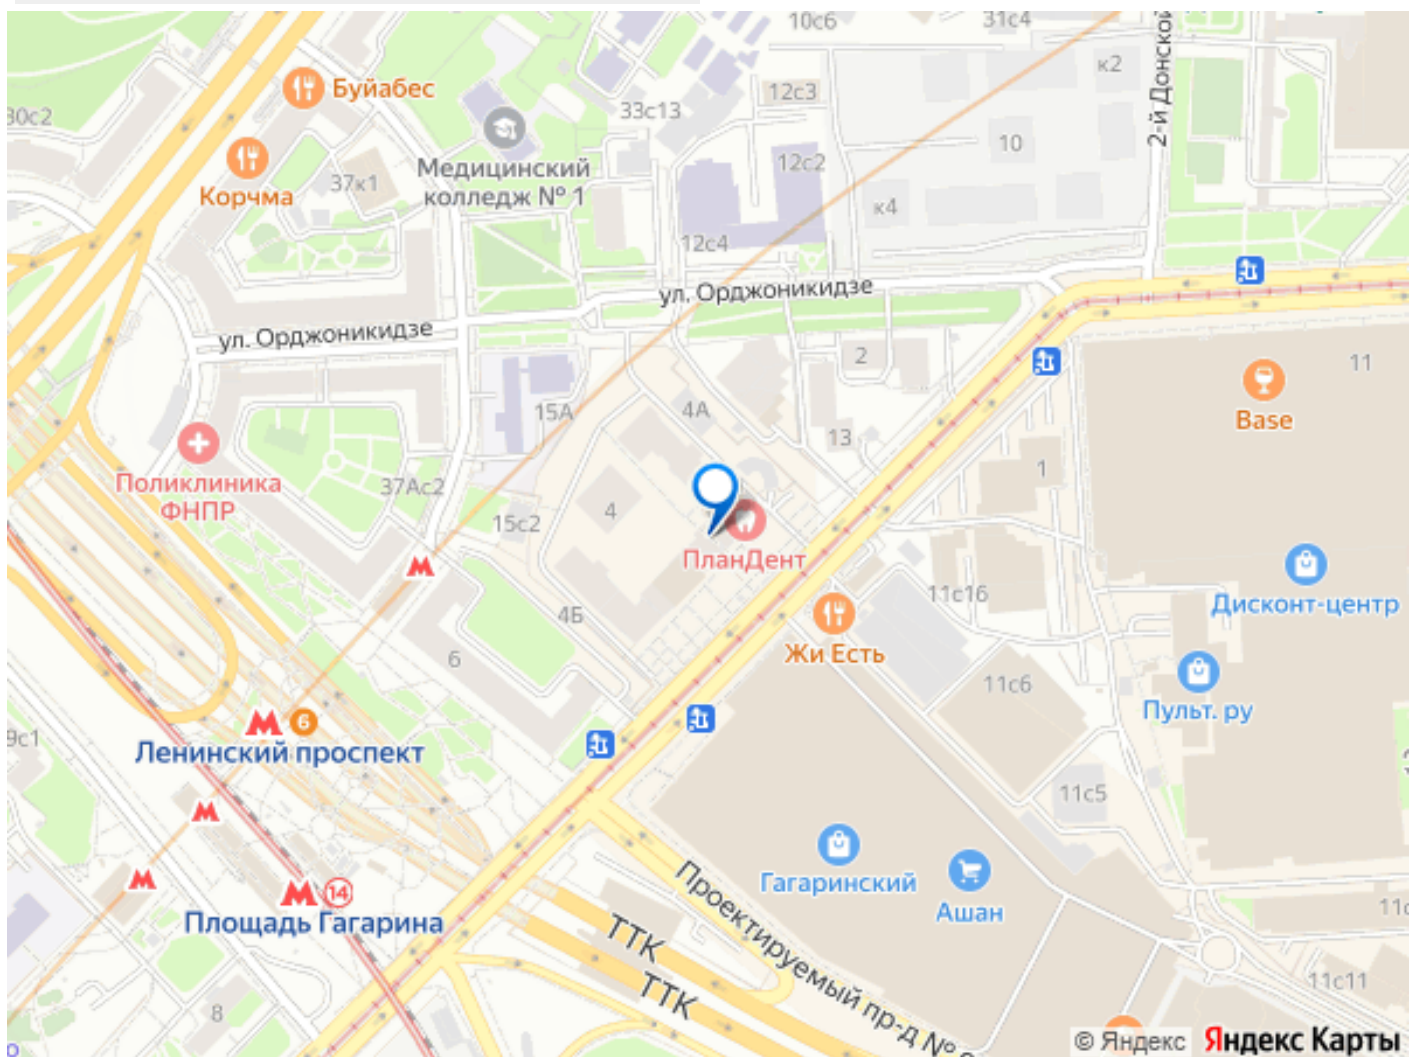 10с6
31с4
2-й Донской
к2
Буйабес
30с2
33с13
12с3
Медицинский
колледж № 1
10
12с2
Корчма
37к1
к4
12с4
ул. Орджоникидзе
ул. Орджоникидзе
2
11
Base
15А
4А
13
1
Поликлиника
ФНПР
37Ас2
4
15с2
ПланДент
11с16
Дисконт-центр
4Б
Жи Есть
6
11с6
Пульт. ру
М 6
Ленинский проспект
9с1
11с5
Гагаринский
Ашан
М 14
Площадь Гагарина
ТТК
ТТК
Проектируемый пр-д №
8
11с11
© Яндекс Яндекс Карты